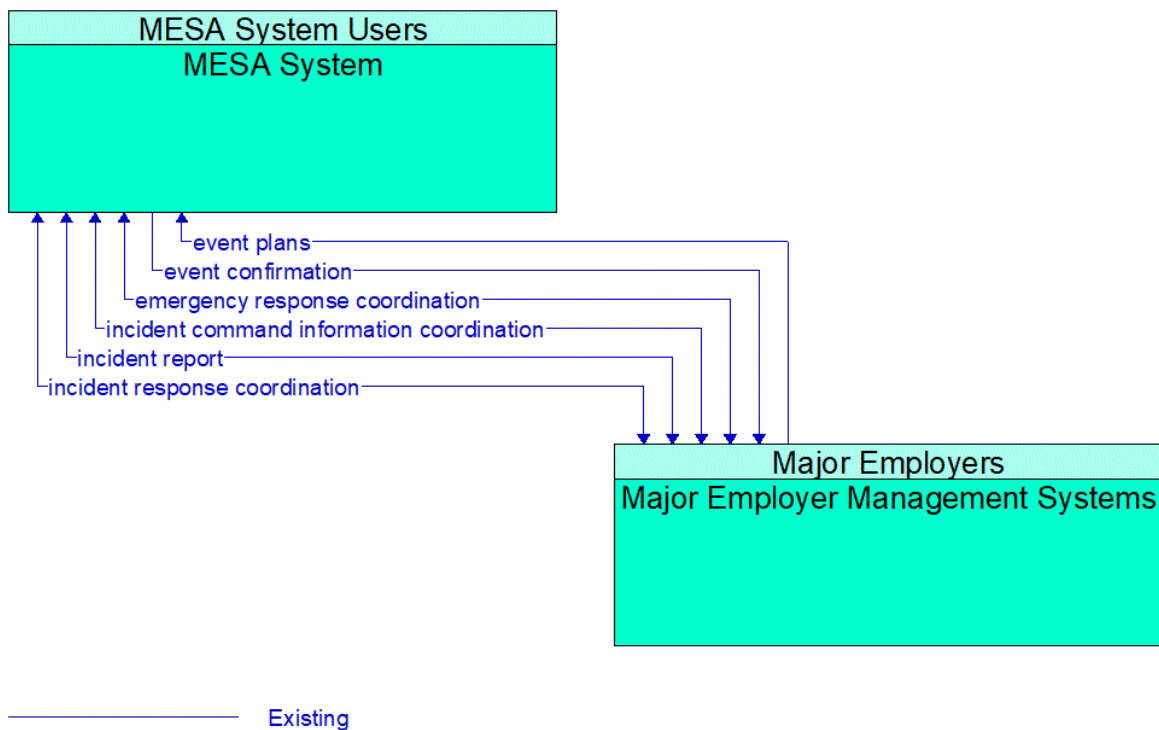 MESA System Users
MESA System
event plans
event confirmation
emergency response coordination
incident command information coordination
incident report
incident response coordination
Major Employers
Major Employer Management Systems
Existing